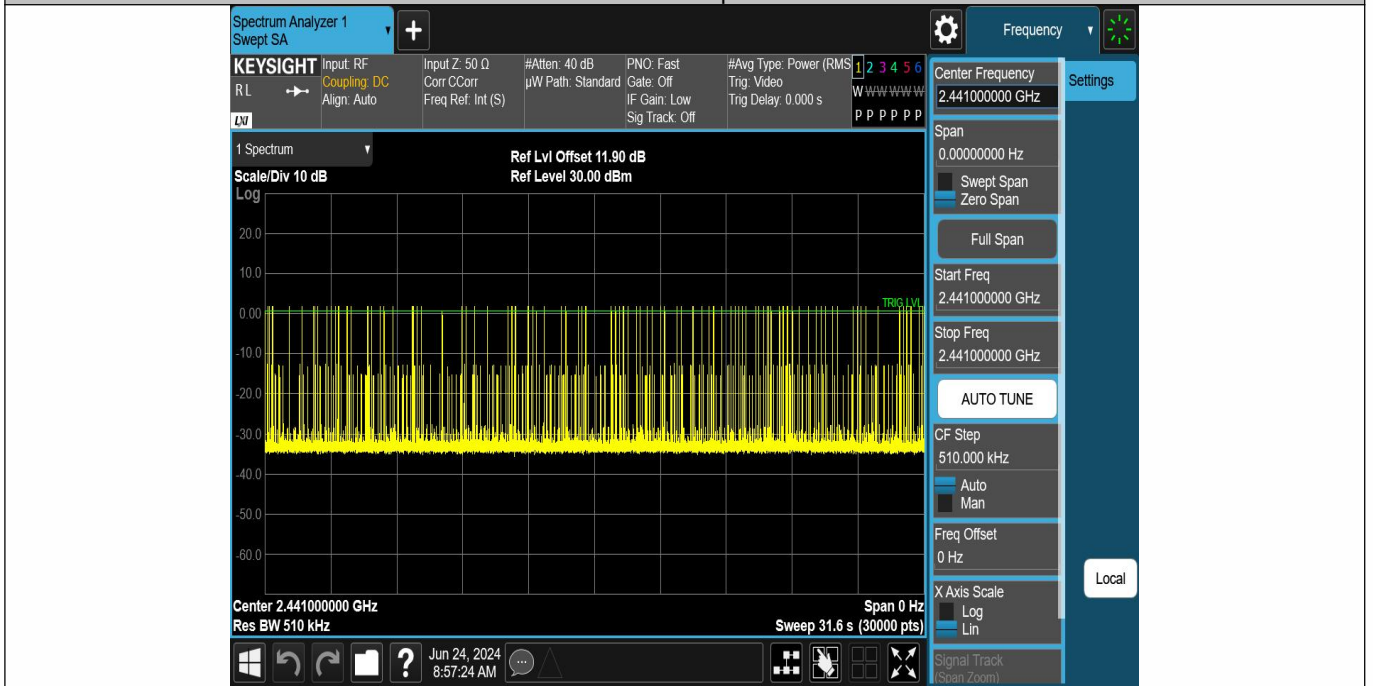 Spectrum Analyzer 1
Swept SA
+
Frequency
KEYSIGHT
RL
LXI
Input: RF
Coupling: DC
Align: Auto
Input Z: 50 Ω
Corr CCorr
Freq Ref: Int (S)
#Atten: 40 dB
µW Path: Standard
PNO: Fast
Gate: Off
IF Gain: Low
Sig Track: Off
#Avg Type: Power (RMS
Trig: Video
Trig Delay: 0.000 s
1 2 3 4 5 6
W W W W W W
P P P P P P
Center Frequency
2.441000000 GHz
Settings
Span
0.00000000 Hz
Swept Span
Zero Span
Full Span
Start Freq
2.441000000 GHz
Stop Freq
2.441000000 GHz
AUTO TUNE
CF Step
510.000 kHz
Auto
Man
Freq Offset
0 Hz
X Axis Scale
Log
Lin
Signal Track
(Span Zoom)
Local
1 Spectrum
Scale/Div 10 dB
Ref Lvl Offset 11.90 dB
Ref Level 30.00 dBm
Log
20.0
10.0
0.00
-10.0
-20.0
-30.0
-40.0
-50.0
-60.0
TRIG LVL
Center 2.441000000 GHz
Span 0 Hz
Res BW 510 kHz
Sweep 31.6 s (30000 pts)
?
Jun 24, 2024
8:57:24 AM